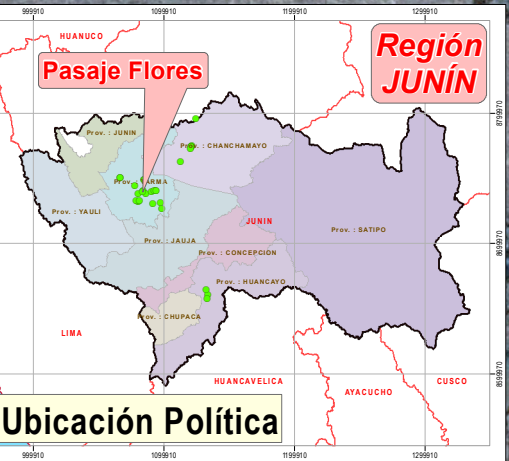 999910 1099910 1199910 1299910
HUANUCO
Región
JUNÍN
Pasaje Flores
8799970
Prov. : JUNIN
Prov. : CHANCHAMAYO
Prov. : TARMA
Prov. : YAULI
JUNIN
Prov. : SATIPO
Prov. : JAUJA
8699970
Prov. : CONCEPCIÓN
Prov. : HUANCAYO
Prov. : CHUPACA
LIMA
8599970
HUANCAVELICA
CUSCO
AYACUCHO
Ubicación Política
999910 1099910 1199910 1299910